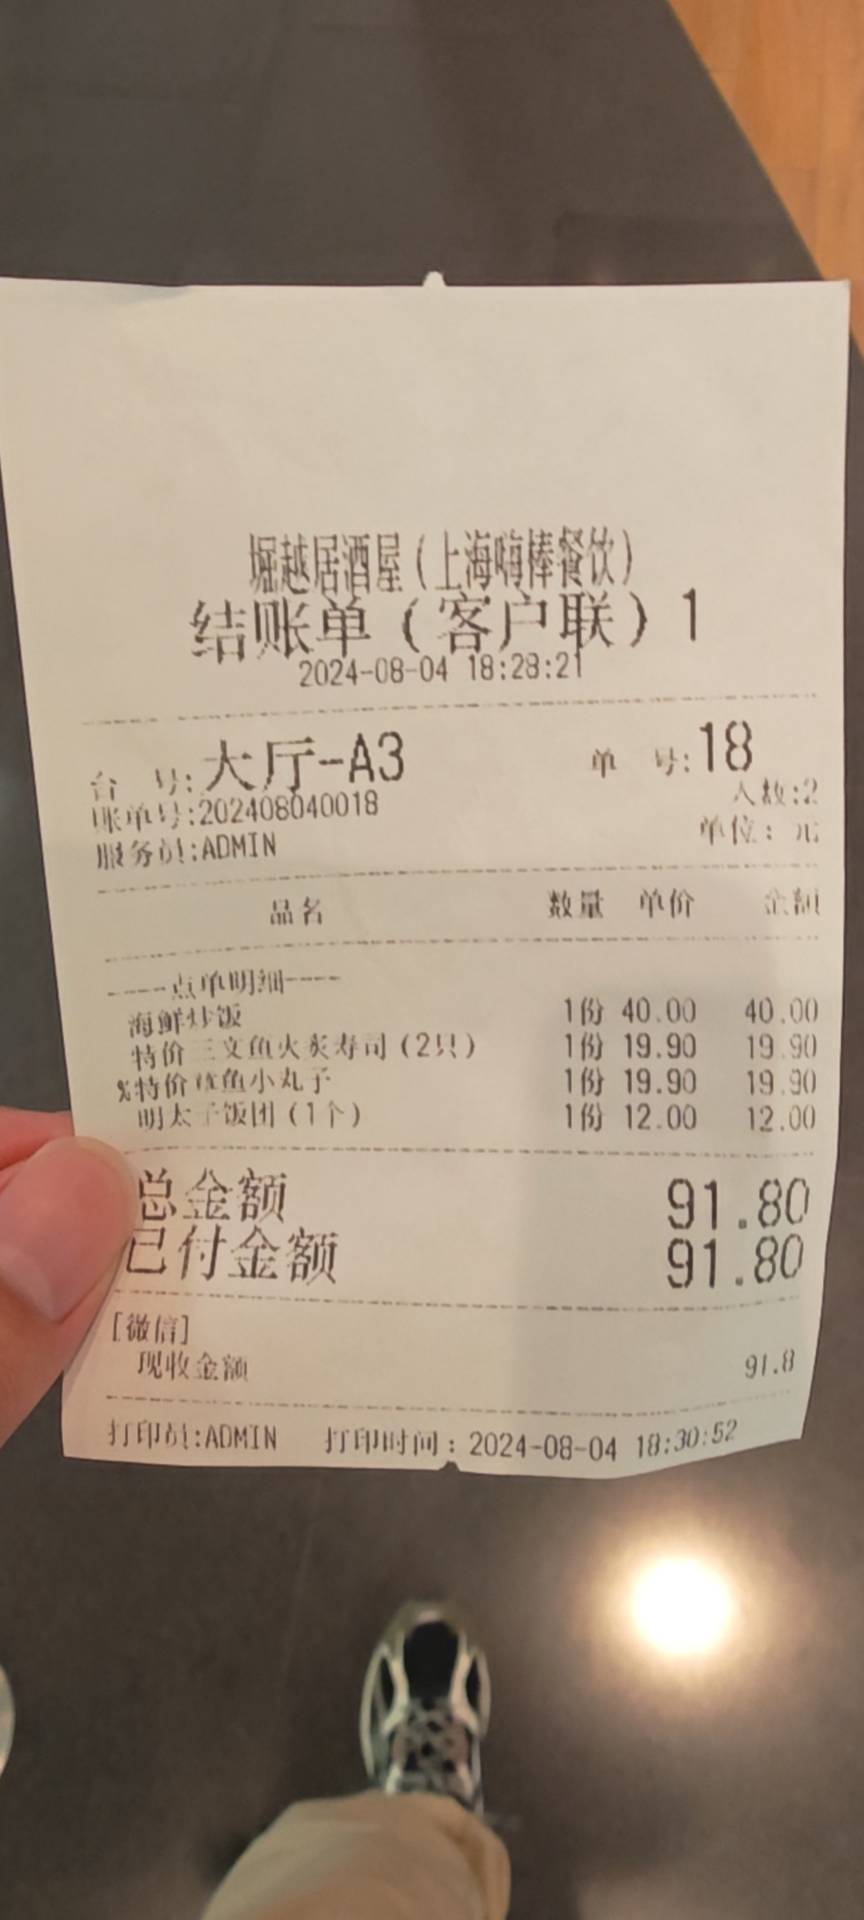 堀越居酒屋(上海嗨棒餐饮)
结账单(客户联)1
2024-08-04 18:28:21
台 号:大厅-A3 单 号:18
账单号:202408040018 人数:2
服务员:ADMIN 单位: 元
品名 数量 单价 金额
----点单明细----
海鲜炒饭 1份 40.00 40.00
特价三文鱼火炙寿司(2只) 1份 19.90 19.90
%特价章鱼小丸子 1份 19.90 19.90
明太子饭团(1个) 1份 12.00 12.00
总金额 91.80
已付金额 91.80
[微信]
现收金额 91.8
打印员:ADMIN 打印时间:2024-08-04 18:30:52